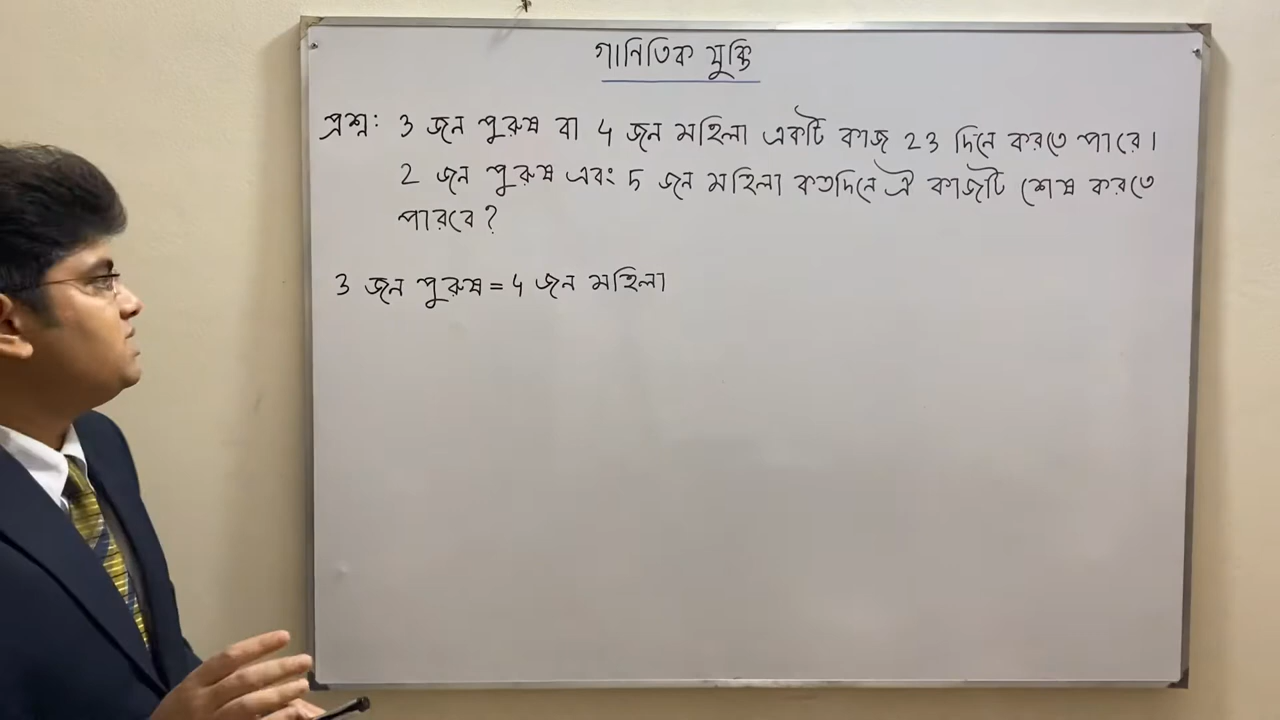 গানিতিক যুক্তি
প্রশ্ন: 3 জন পুরুষ বা 4 জন মহিলা একটি কাজ 23 দিনে করতে পারে।
2 জন পুরুষ এবং 5 জন মহিলা কতদিনে ঐ কাজটি শেষ করতে
পারবে?
3 জন পুরুষ = 4 জন মহিলা